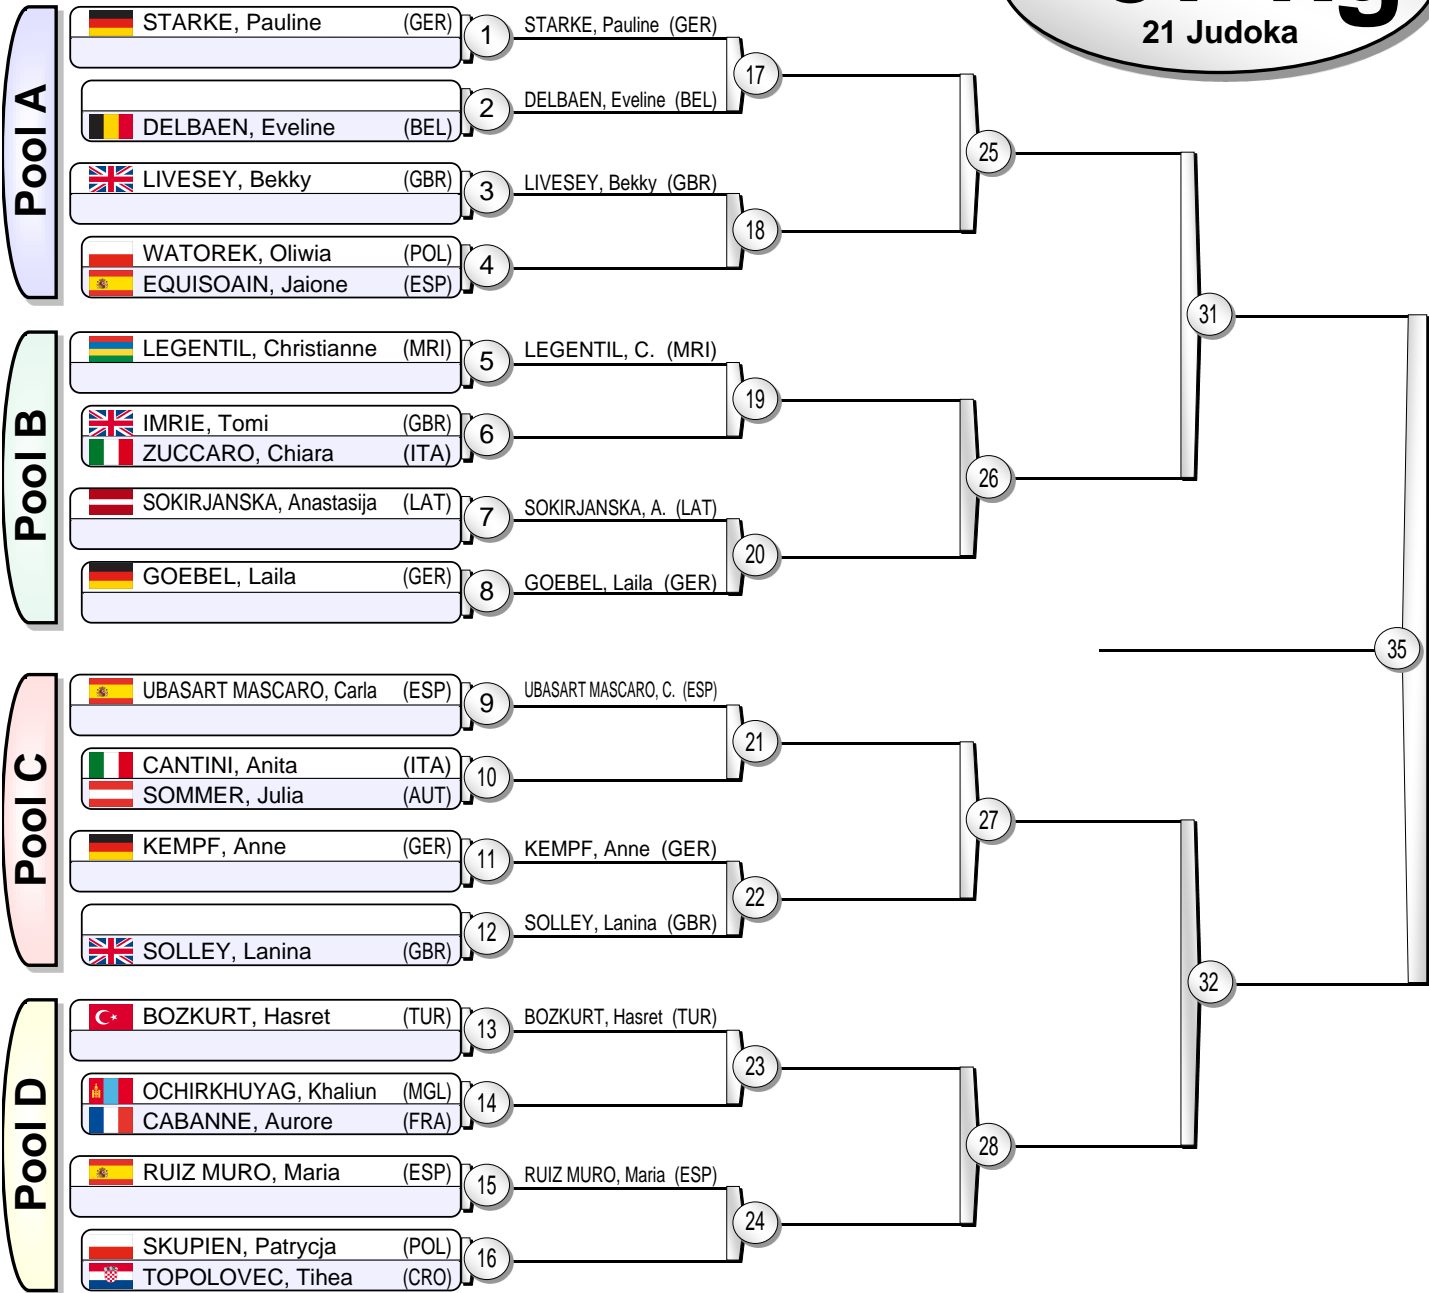 21 Judoka
Pool A
STARKE, Pauline (GER)
1
STARKE, Pauline (GER)
17
2
DELBAEN, Eveline (BEL)
DELBAEN, Eveline (BEL)
25
LIVESEY, Bekky (GBR)
3
LIVESEY, Bekky (GBR)
18
WATOREK, Oliwia (POL)
4
EQUISOAIN, Jaione (ESP)
31
Pool B
LEGENTIL, Christianne (MRI)
5
LEGENTIL, C. (MRI)
19
IMRIE, Tomi (GBR)
6
ZUCCARO, Chiara (ITA)
26
SOKIRJANSKA, Anastasija (LAT)
7
SOKIRJANSKA, A. (LAT)
20
GOEBEL, Laila (GER)
8
GOEBEL, Laila (GER)
35
Pool C
UBASART MASCARO, Carla (ESP)
9
UBASART MASCARO, C. (ESP)
21
CANTINI, Anita (ITA)
10
SOMMER, Julia (AUT)
27
KEMPF, Anne (GER)
11
KEMPF, Anne (GER)
22
12
SOLLEY, Lanina (GBR)
SOLLEY, Lanina (GBR)
32
Pool D
BOZKURT, Hasret (TUR)
13
BOZKURT, Hasret (TUR)
23
OCHIRKHUYAG, Khaliun (MGL)
14
CABANNE, Aurore (FRA)
28
RUIZ MURO, Maria (ESP)
15
RUIZ MURO, Maria (ESP)
24
SKUPIEN, Patrycja (POL)
16
TOPOLOVEC, Tihea (CRO)